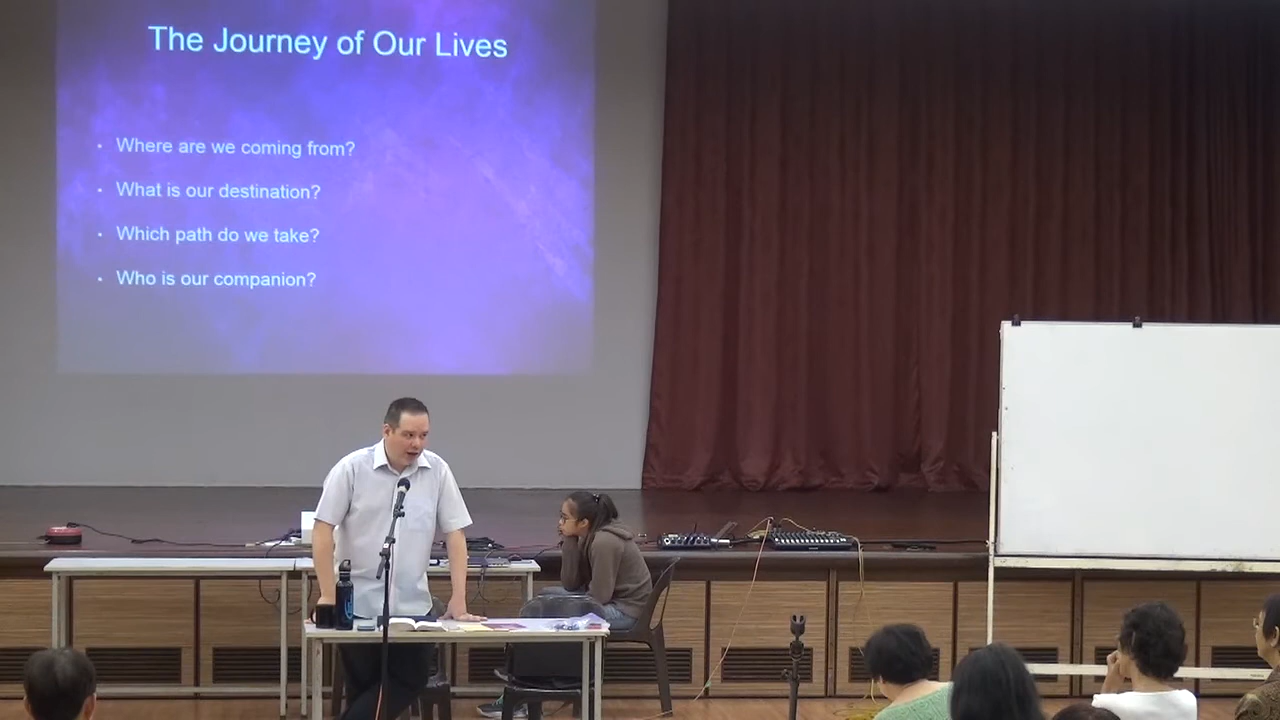 The Journey of Our Lives
• Where are we coming from?
• What is our destination?
• Which path do we take?
• Who is our companion?